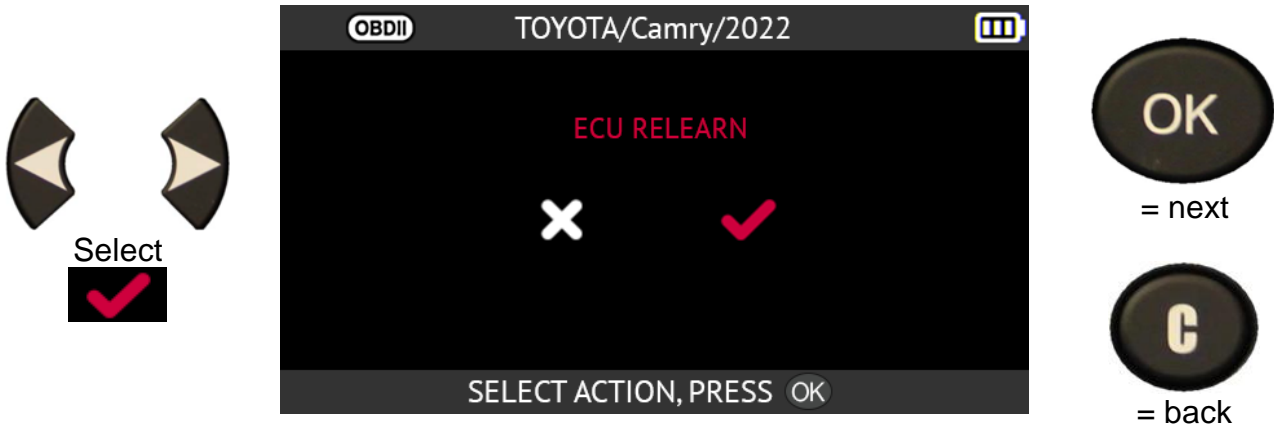 OBDII TOYOTA/Camry/2022
ECU RELEARN
SELECT ACTION, PRESS OK
Select
OK
= next
C
= back